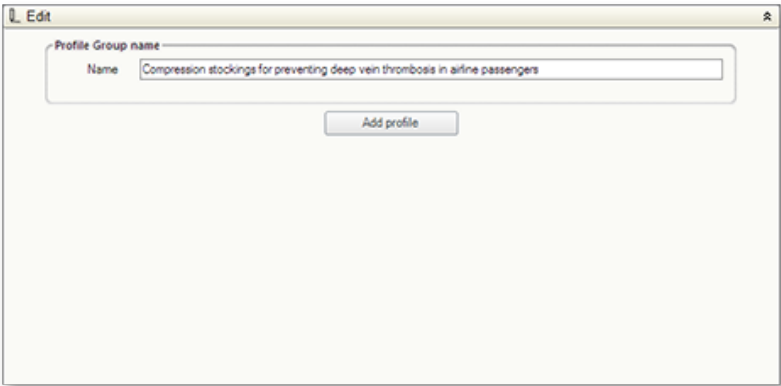 Edit
Profile Group name
Name Compression stockings for preventing deep vein thrombosis in airline passengers
Add profile